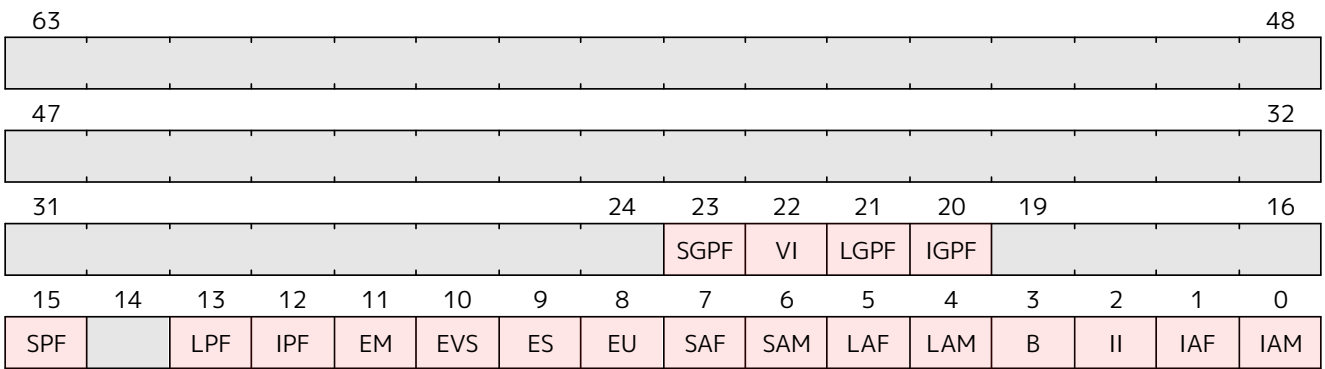 63 48
47 32
31 24 23 22 21 20 19 16
SGPF VI LGPF IGPF
15 14 13 12 11 10 9 8 7 6 5 4 3 2 1 0
SPF LPF IPF EM EVS ES EU SAF SAM LAF LAM B II IAF IAM